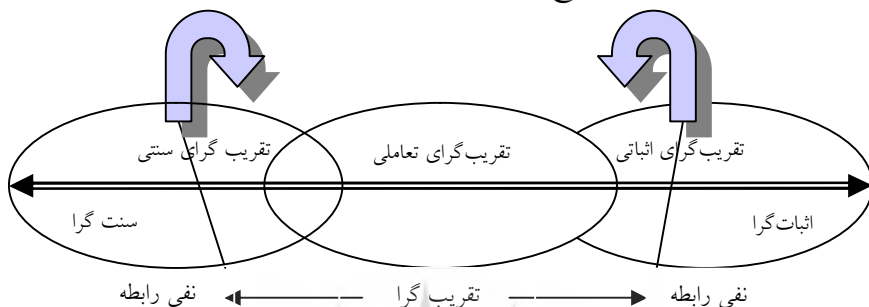 تقریب‌گرای اثباتی تقریب‌گرای تعاملی تقریب گرای سنتی
اثبات‌گرا سنت گرا
نفی رابطه تقریب گرا نفی رابطه